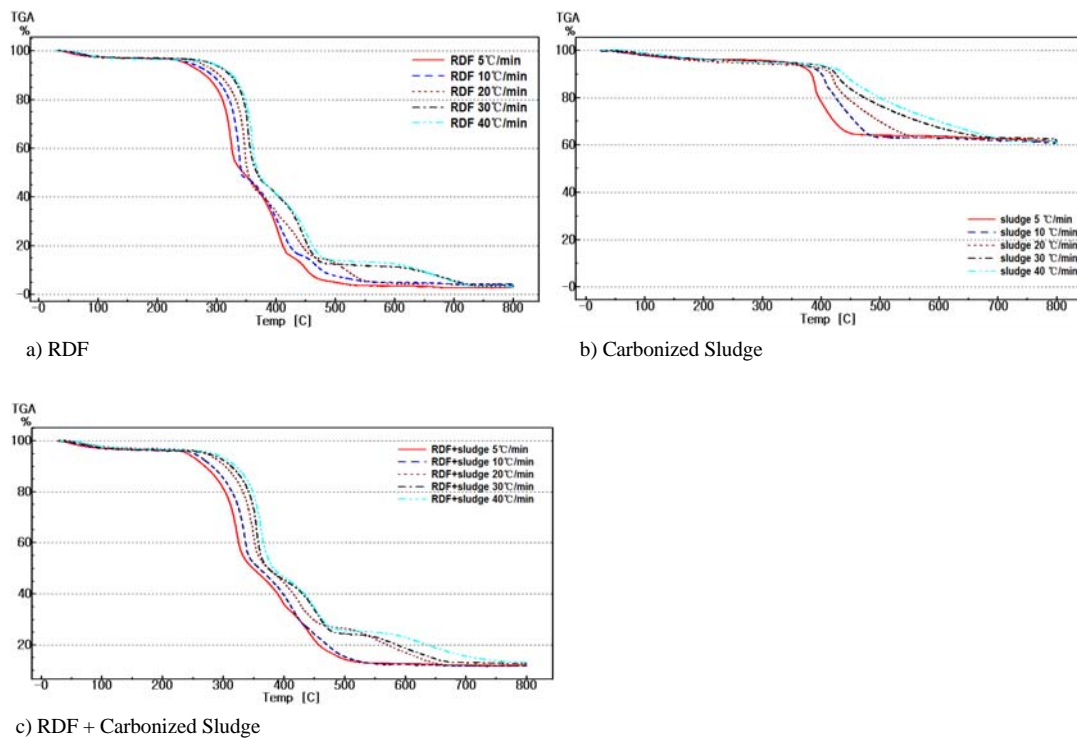 TGA
%
100
80
60
40
20
-0
-0 100 200 300 400 500 600 700 800
Temp [C]
RDF 5℃/min
RDF 10℃/min
RDF 20℃/min
RDF 30℃/min
RDF 40℃/min
a) RDF
TGA
%
100
80
60
40
20
-0
-0 100 200 300 400 500 600 700 800
Temp [C]
sludge 5 ℃/min
sludge 10 ℃/min
sludge 20 ℃/min
sludge 30 ℃/min
sludge 40 ℃/min
b) Carbonized Sludge
TGA
%
100
80
60
40
20
-0 100 200 300 400 500 600 700 800
Temp [C]
RDF+sludge 5℃/min
RDF+sludge 10℃/min
RDF+sludge 20℃/min
RDF+sludge 30℃/min
RDF+sludge 40℃/min
c) RDF + Carbonized Sludge